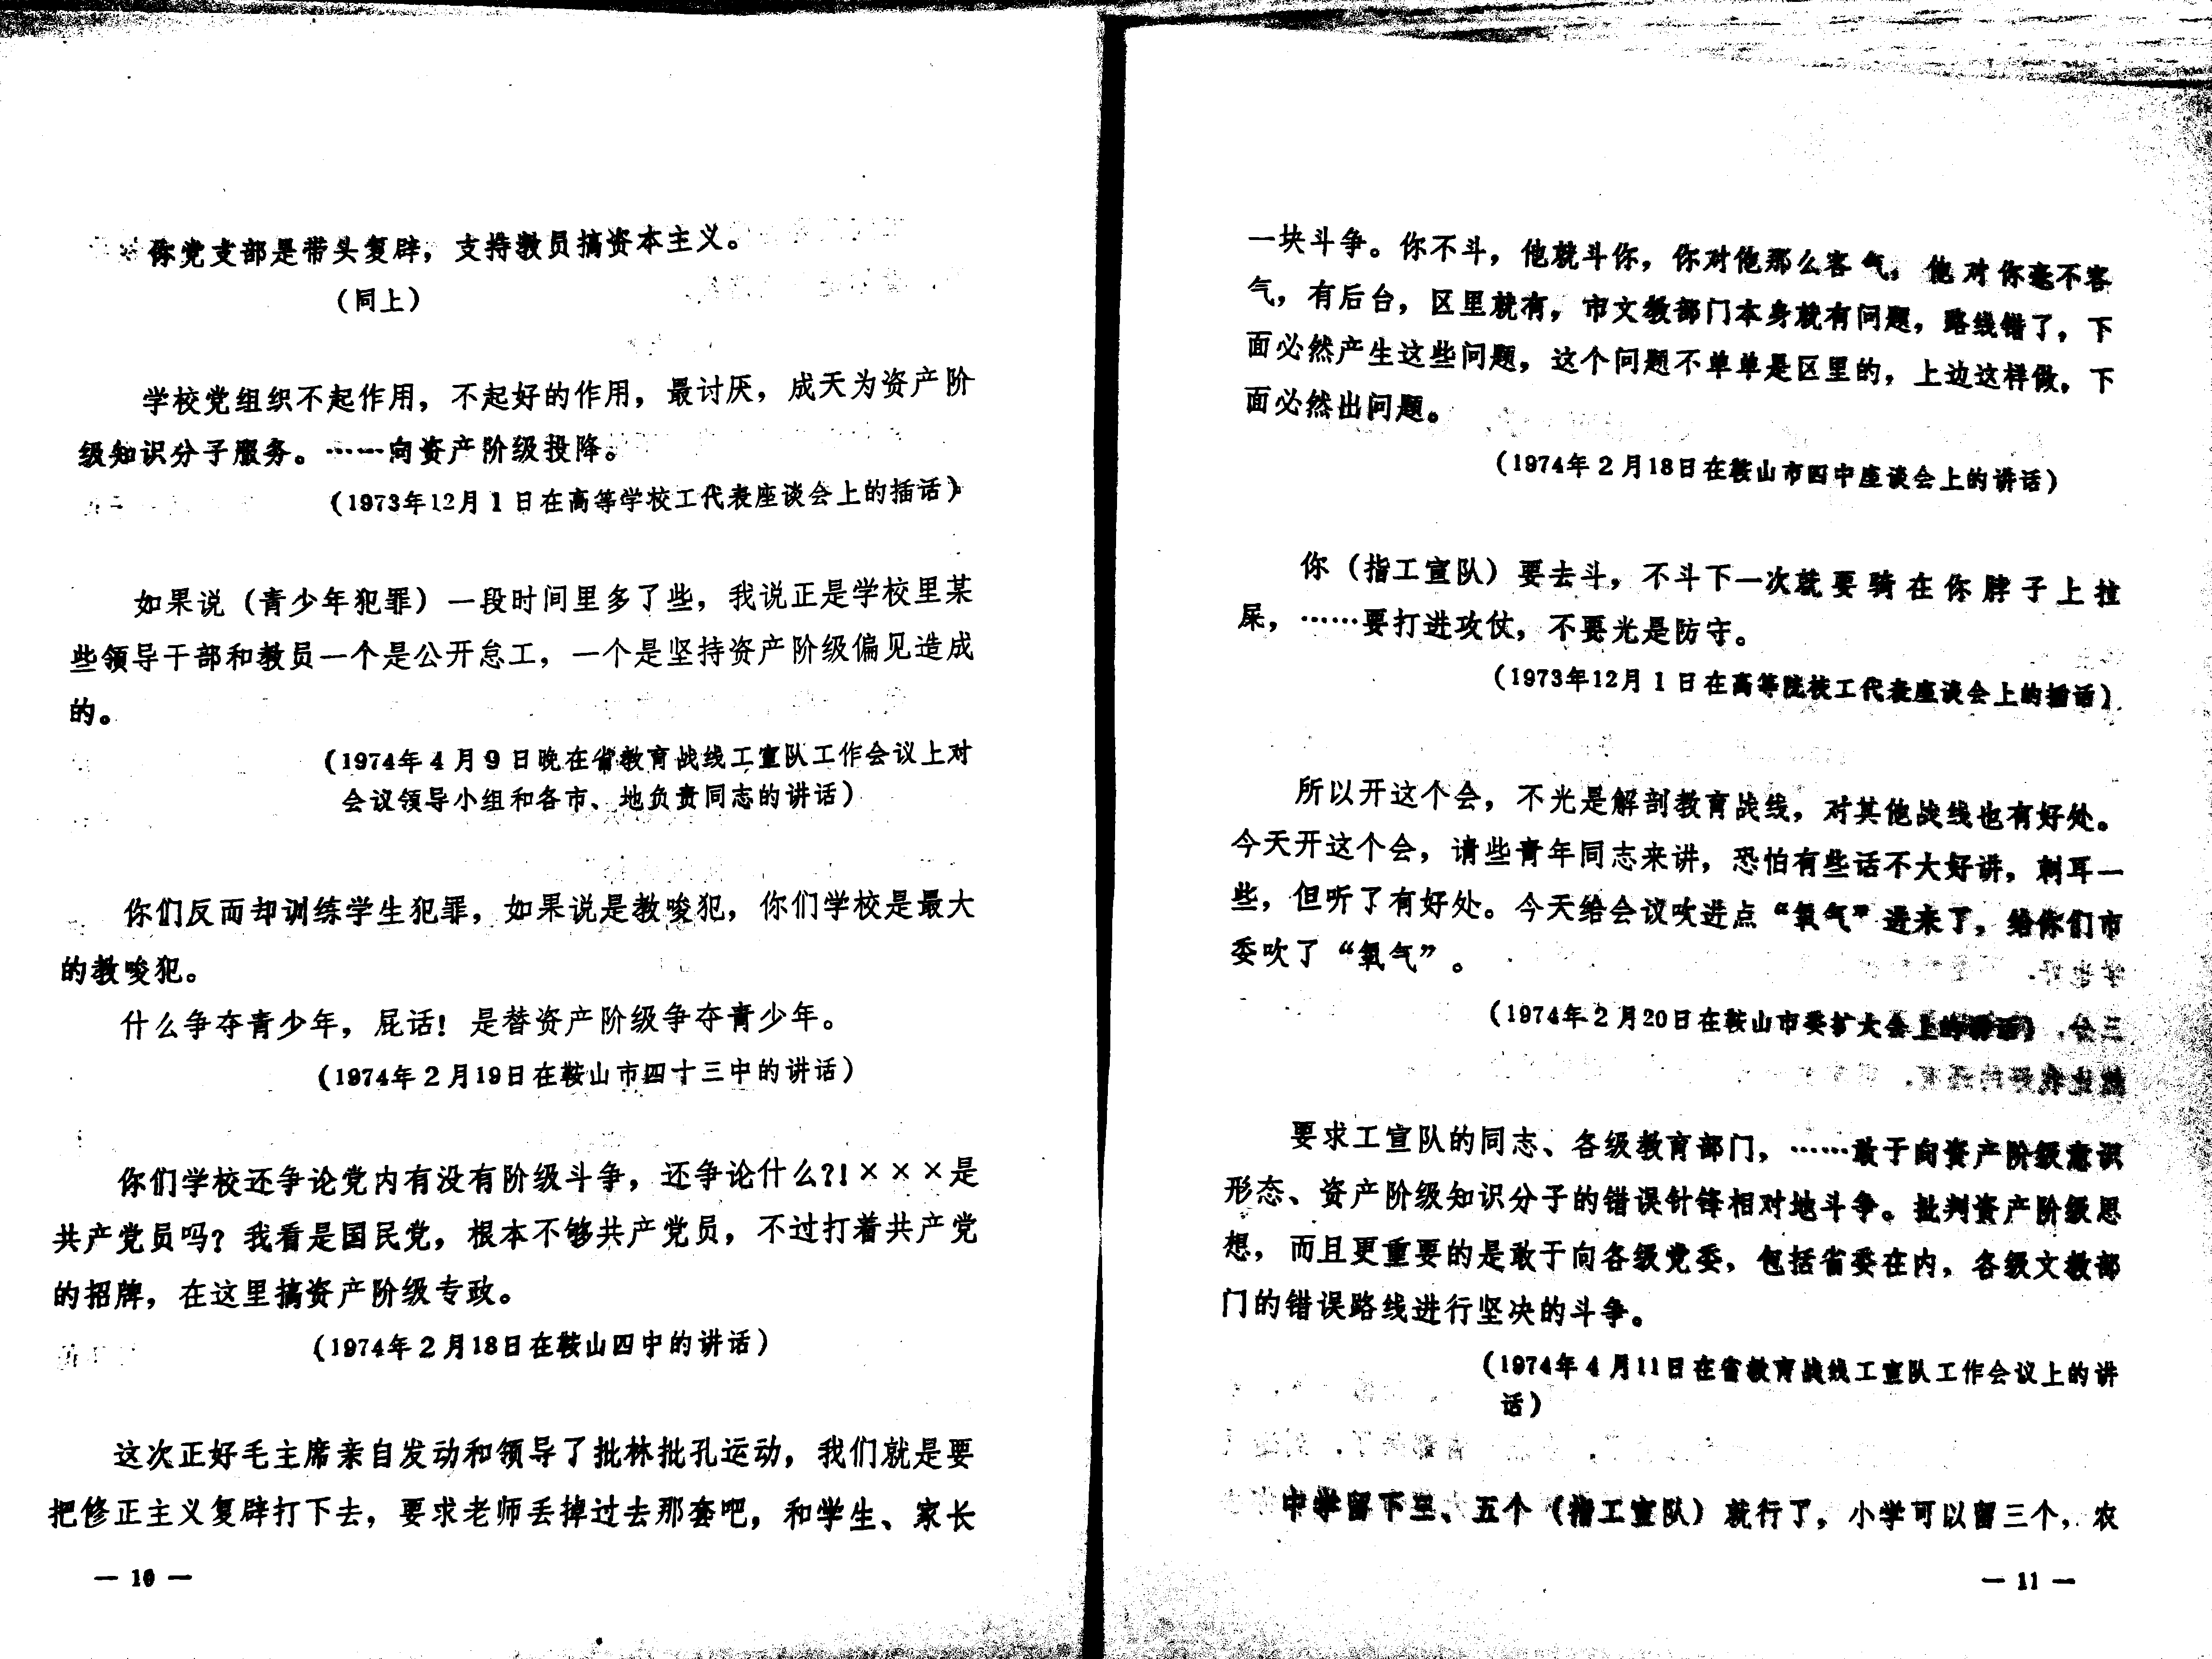 你党支部是带头复辟，支持教员搞资本主义。
（同上）
学校党组织不起作用，不起好的作用，最讨厌，成天为资产阶
级知识分子服务。……向资产阶级投降。
（1973年12月1日在高等学校工代表座谈会上的插话）
如果说（青少年犯罪）一段时间里多了些，我说正是学校里某
些领导干部和教员一个是公开怠工，一个是坚持资产阶级偏见造成
的。
（1974年4月9日晚在省教育战线工宣队工作会议上对
会议领导小组和各市、地负责同志的讲话）
你们反而却训练学生犯罪，如果说是教唆犯，你们学校是最大
的教唆犯。
什么争夺青少年，屁话！是替资产阶级争夺青少年。
（1974年2月19日在鞍山市四十三中的讲话）
你们学校还争论党内有没有阶级斗争，还争论什么？！×××是
共产党员吗？我看是国民党，根本不够共产党员，不过打着共产党
的招牌，在这里搞资产阶级专政。
（1974年2月18日在鞍山四中的讲话）
这次正好毛主席亲自发动和领导了批林批孔运动，我们就是要
把修正主义复辟打下去，要求老师丢掉过去那套吧，和学生、家长
— 10 —
一块斗争。你不斗，他就斗你，你对他那么客气，他对你毫不客
气，有后台，区里就有，市文教部门本身就有问题，路线错了，下
面必然产生这些问题，这个问题不单单是区里的，上边这样做，下
面必然出问题。
（1974年2月18日在鞍山市四中座谈会上的讲话）
你（指工宣队）要去斗，不斗下一次就要骑在你脖子上拉
屎，……要打进攻仗，不要光是防守。
（1973年12月1日在高等院校工代表座谈会上的插话）
所以开这个会，不光是解剖教育战线，对其他战线也有好处。
今天开这个会，请些青年同志来讲，恐怕有些话不大好讲，刺耳一
些，但听了有好处。今天给会议吹进点“氧气”进来了，给你们市
委吹了“氧气”。
（1974年2月20日在鞍山市委扩大会上的讲话）
要求工宣队的同志、各级教育部门，……敢于向资产阶级意识
形态、资产阶级知识分子的错误针锋相对地斗争。批判资产阶级思
想，而且更重要的是敢于向各级党委，包括省委在内，各级文教部
门的错误路线进行坚决的斗争。
（1974年4月11日在省教育战线工宣队工作会议上的讲
话）
中学留下三、五个（指工宣队）就行了，小学可以留三个，农
— 11 —